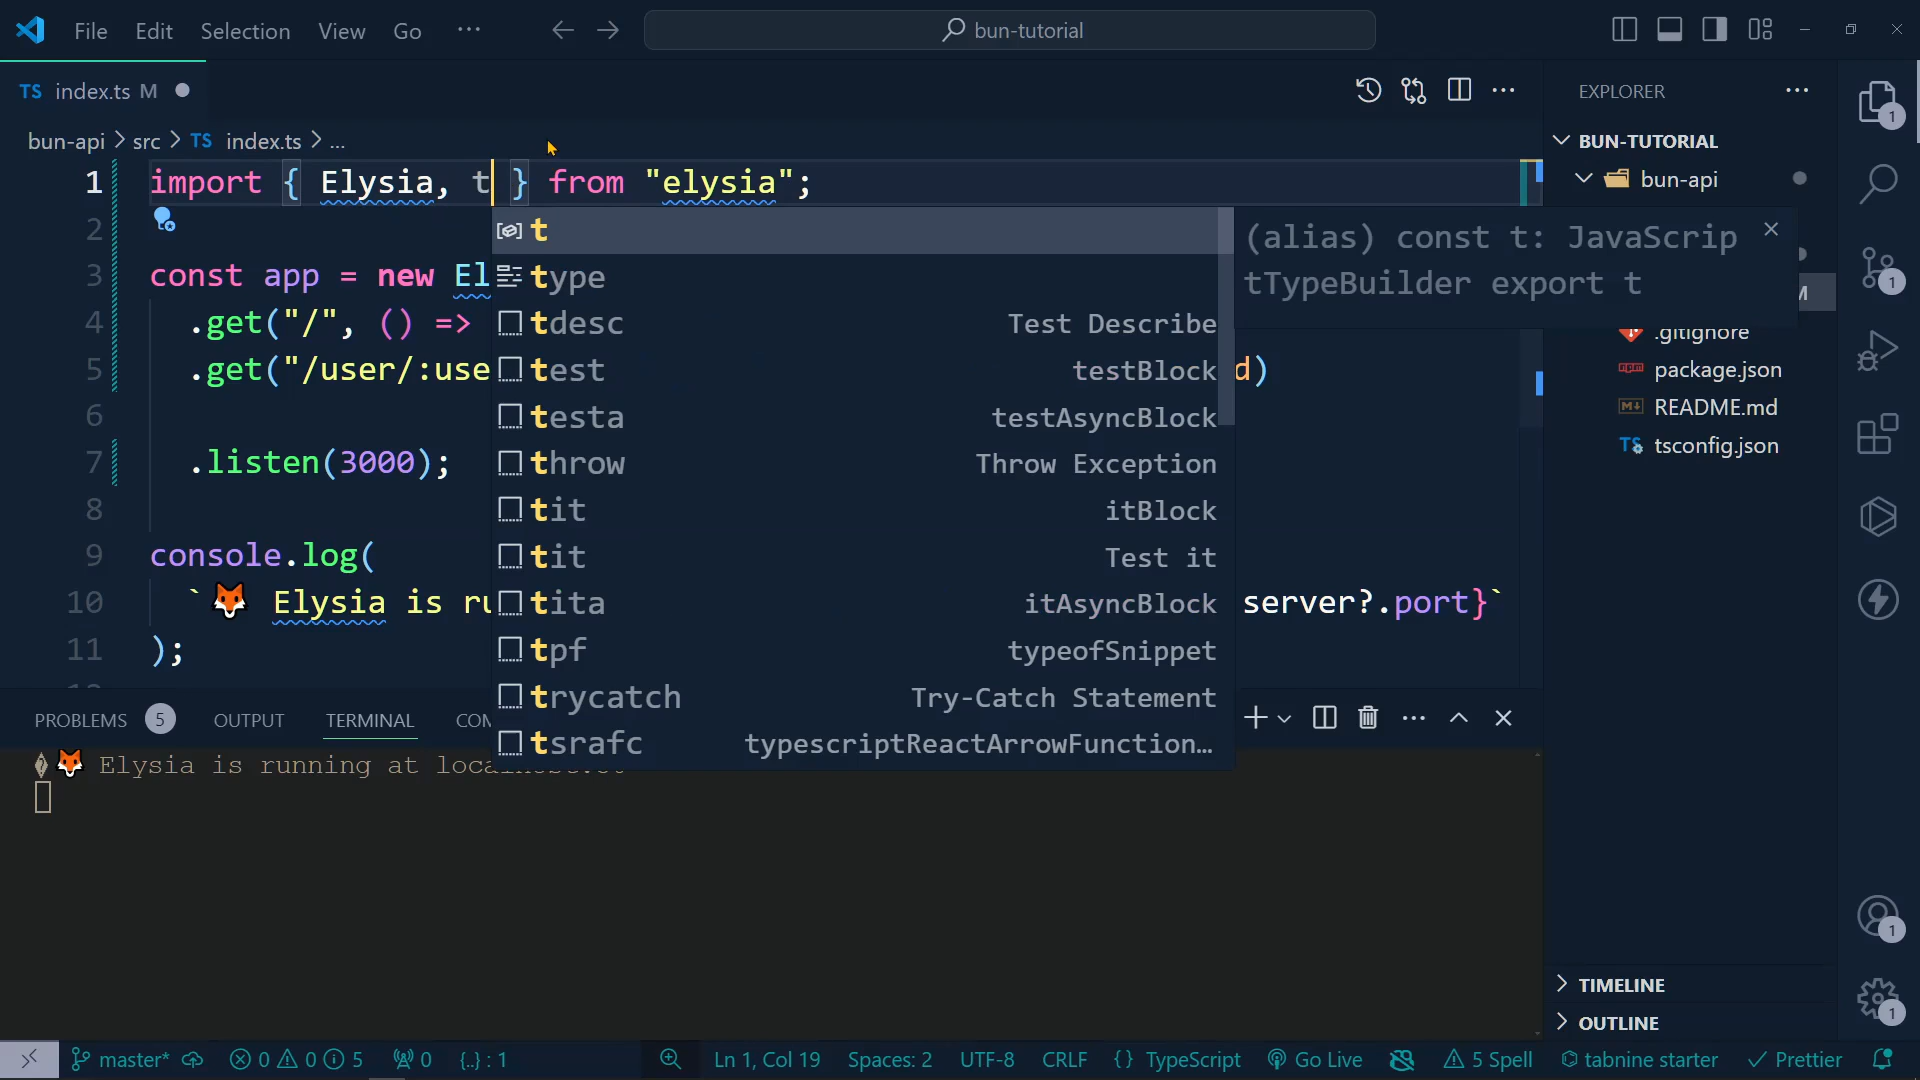 File Edit Selection View Go ··· bun-tutorial
TS index.ts M
EXPLORER
bun-api > src > TS index.ts > ...
BUN-TUTORIAL
bun-api
1 import { Elysia, t } from "elysia";
2
3 const app = new El
4 .get("/", () =>
5 .get("/user/:use
d)
6
7 .listen(3000);
8
9 console.log(
10 `🦊 Elysia is ru
server?.port}`
11 );
t
type
tdesc Test Describe
test testBlock
testa testAsyncBlock
throw Throw Exception
tit itBlock
tit Test it
tita itAsyncBlock
tpf typeofSnippet
trycatch Try-Catch Statement
tsrafc typescriptReactArrowFunction...
(alias) const t: JavaScrip
tTypeBuilder export t
M
.gitignore
package.json
README.md
TS tsconfig.json
PROBLEMS 5 OUTPUT TERMINAL COM
🦊 Elysia is running at
TIMELINE
OUTLINE
1
1
1
1
master* 0 0 5 0 {..} : 1 Ln 1, Col 19 Spaces: 2 UTF-8 CRLF {} TypeScript Go Live 5 Spell tabnine starter Prettier